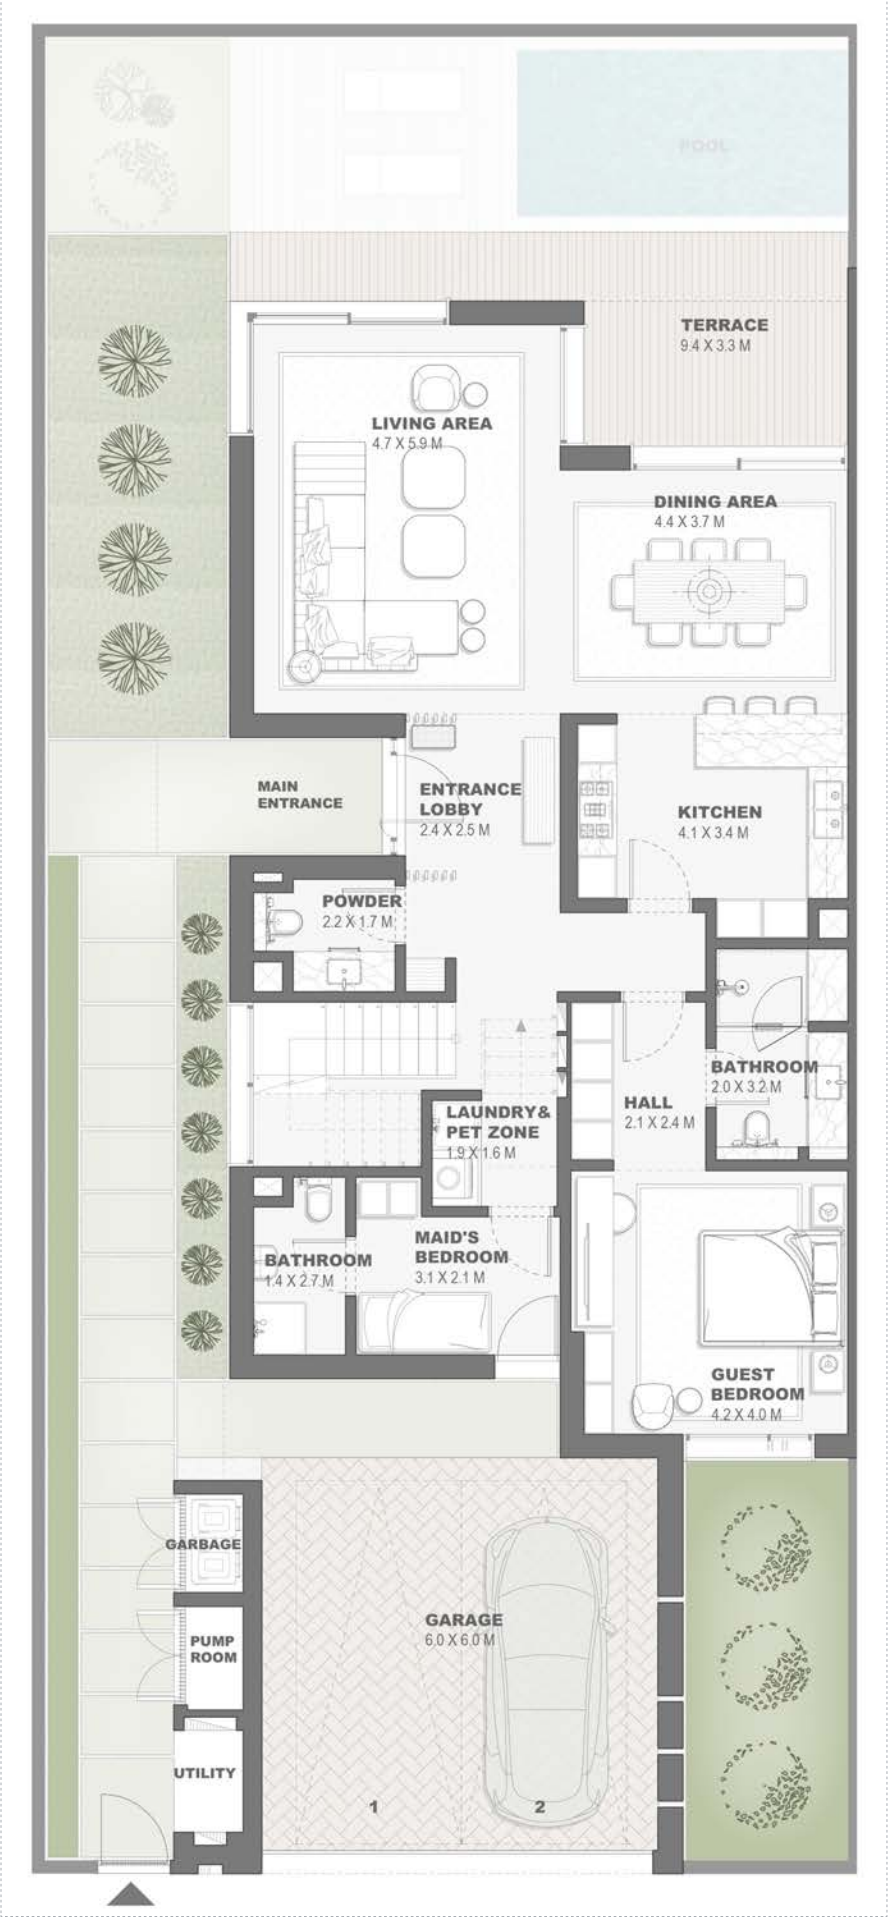 POOL
TERRACE
9.4 X 3.3 M
LIVING AREA
4.7 X 5.9 M
DINING AREA
4.4 X 3.7 M
MAIN
ENTRANCE
ENTRANCE
LOBBY
2.4 X 2.5 M
KITCHEN
4.1 X 3.4 M
POWDER
2.2 X 1.7 M
BATHROOM
2.0 X 3.2 M
HALL
2.1 X 2.4 M
LAUNDRY&
PET ZONE
1.9 X 1.6 M
MAID'S
BEDROOM
3.1 X 2.1 M
BATHROOM
1.4 X 2.7 M
GUEST
BEDROOM
4.2 X 4.0 M
GARBAGE
GARAGE
6.0 X 6.0 M
PUMP
ROOM
UTILITY
1
2